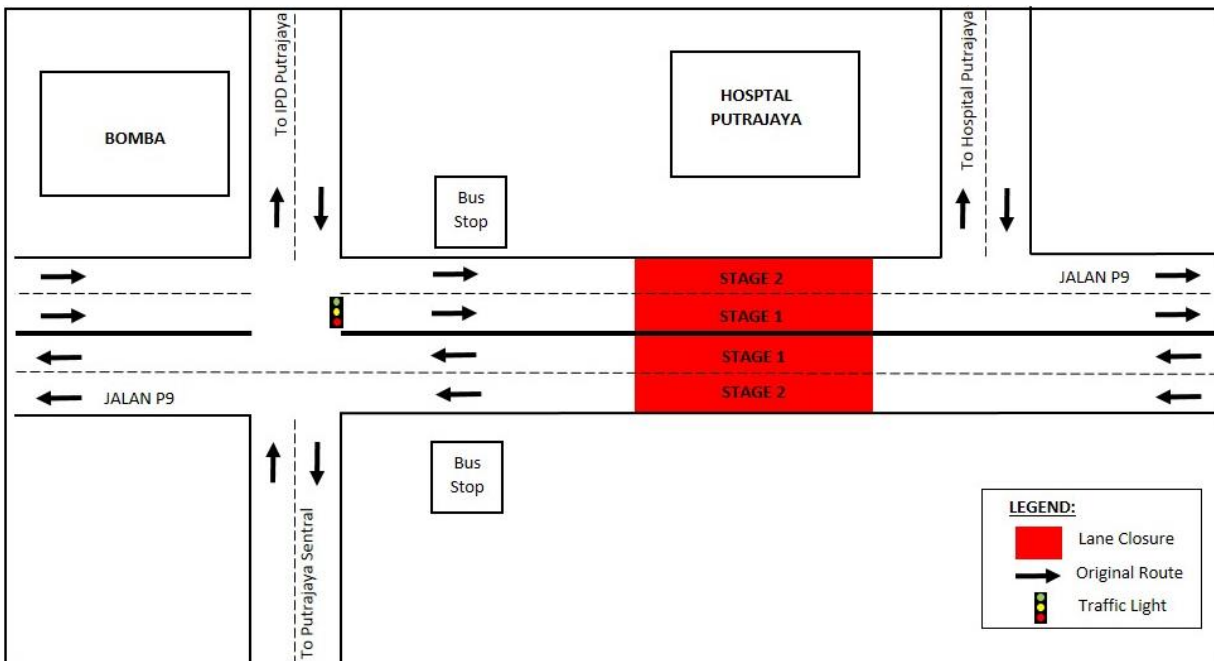 To IPD Putrajaya
To Hospital Putrajaya
BOMBA
HOSPTAL
PUTRAJAYA
Bus
Stop
STAGE 2
JALAN P9
STAGE 1
STAGE 1
JALAN P9
STAGE 2
Bus
Stop
To Putrajaya Sentral
LEGEND:
Lane Closure
Original Route
Traffic Light